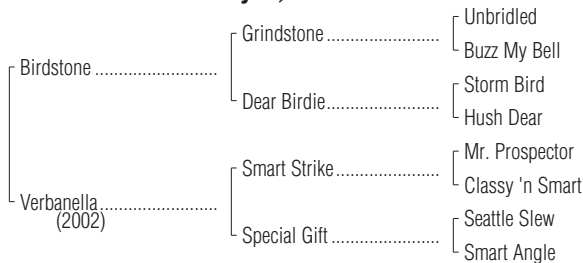 Unbridled
Grindstone ..............................
Buzz My Bell
Birdstone .................................
Storm Bird
Dear Birdie ..............................
Hush Dear
Mr. Prospector
Smart Strike ............................
Classy 'n Smart
Verbanella ................................
(2002)
Seattle Slew
Special Gift .............................
Smart Angle